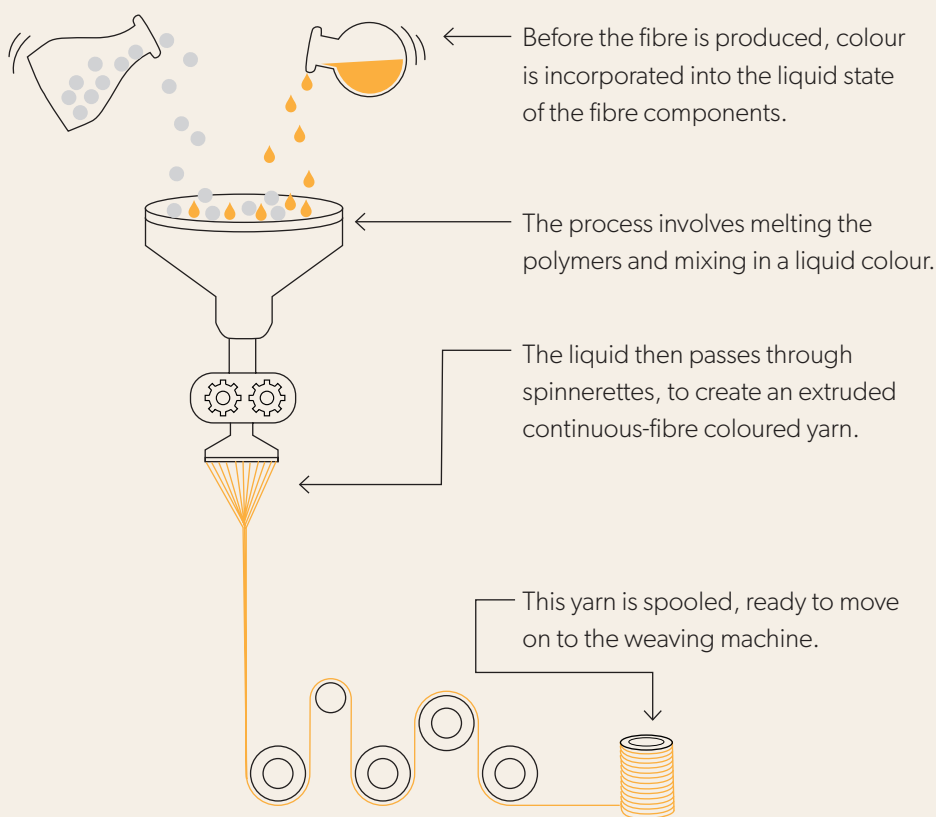 Before the fibre is produced, colour
is incorporated into the liquid state
of the fibre components.
The process involves melting the
polymers and mixing in a liquid colour.
The liquid then passes through
spinnerettes, to create an extruded
continuous-fibre coloured yarn.
This yarn is spooled, ready to move
on to the weaving machine.